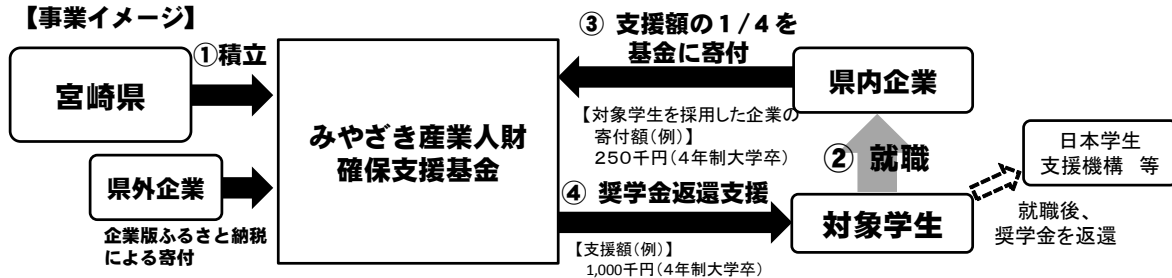 【事業イメージ】
①積立
宮崎県
県外企業
企業版ふるさと納税
による寄付
みやざき産業人財
確保支援基金
③ 支援額の1/4を
基金に寄付
【対象学生を採用した企業の
寄付額(例)】
250千円(4年制大学卒)
県内企業
② 就職
④ 奨学金返還支援
【支援額(例)】
1,000千円(4年制大学卒)
対象学生
日本学生
支援機構 等
就職後、
奨学金を返還